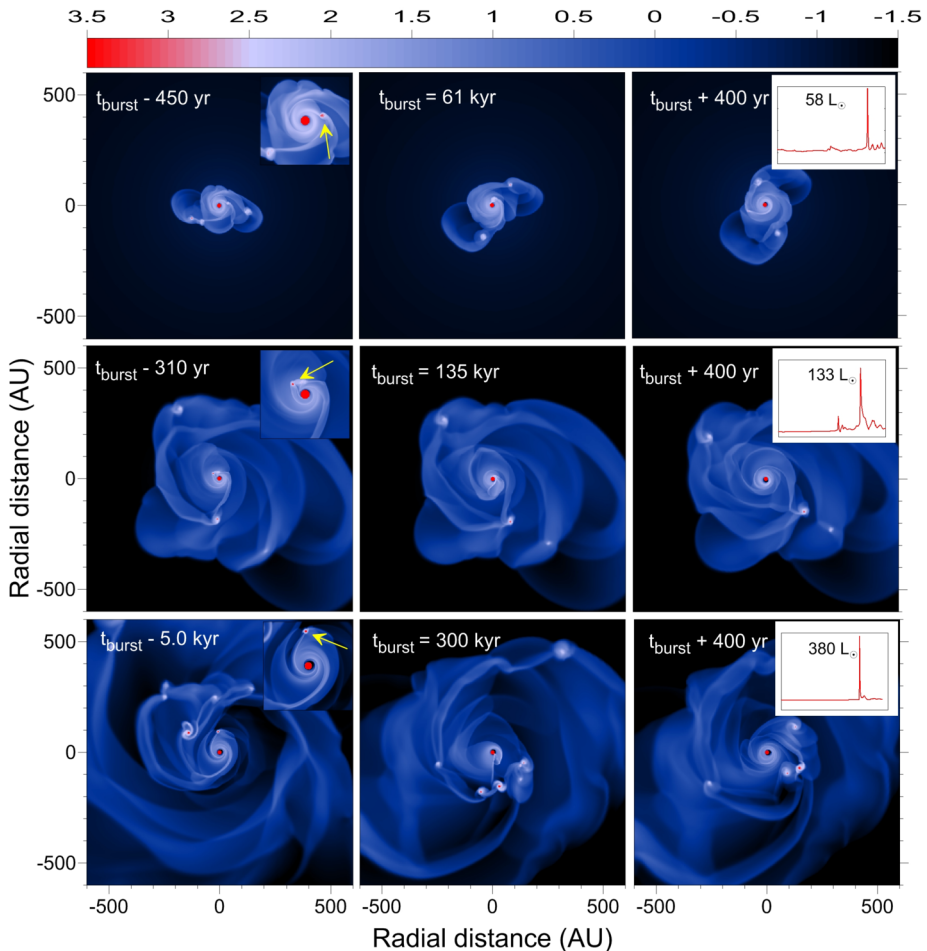 3.5 3 2.5 2 1.5 1 0.5 0 -0.5 -1 -1.5
t_burst - 450 yr
t_burst = 61 kyr
t_burst + 400 yr
58 L☉
500
0
-500
t_burst - 310 yr
t_burst = 135 kyr
t_burst + 400 yr
133 L☉
500
0
-500
Radial distance (AU)
t_burst - 5.0 kyr
t_burst = 300 kyr
t_burst + 400 yr
380 L☉
500
0
-500
-500 0 500 0 500 -500 0 500
Radial distance (AU)